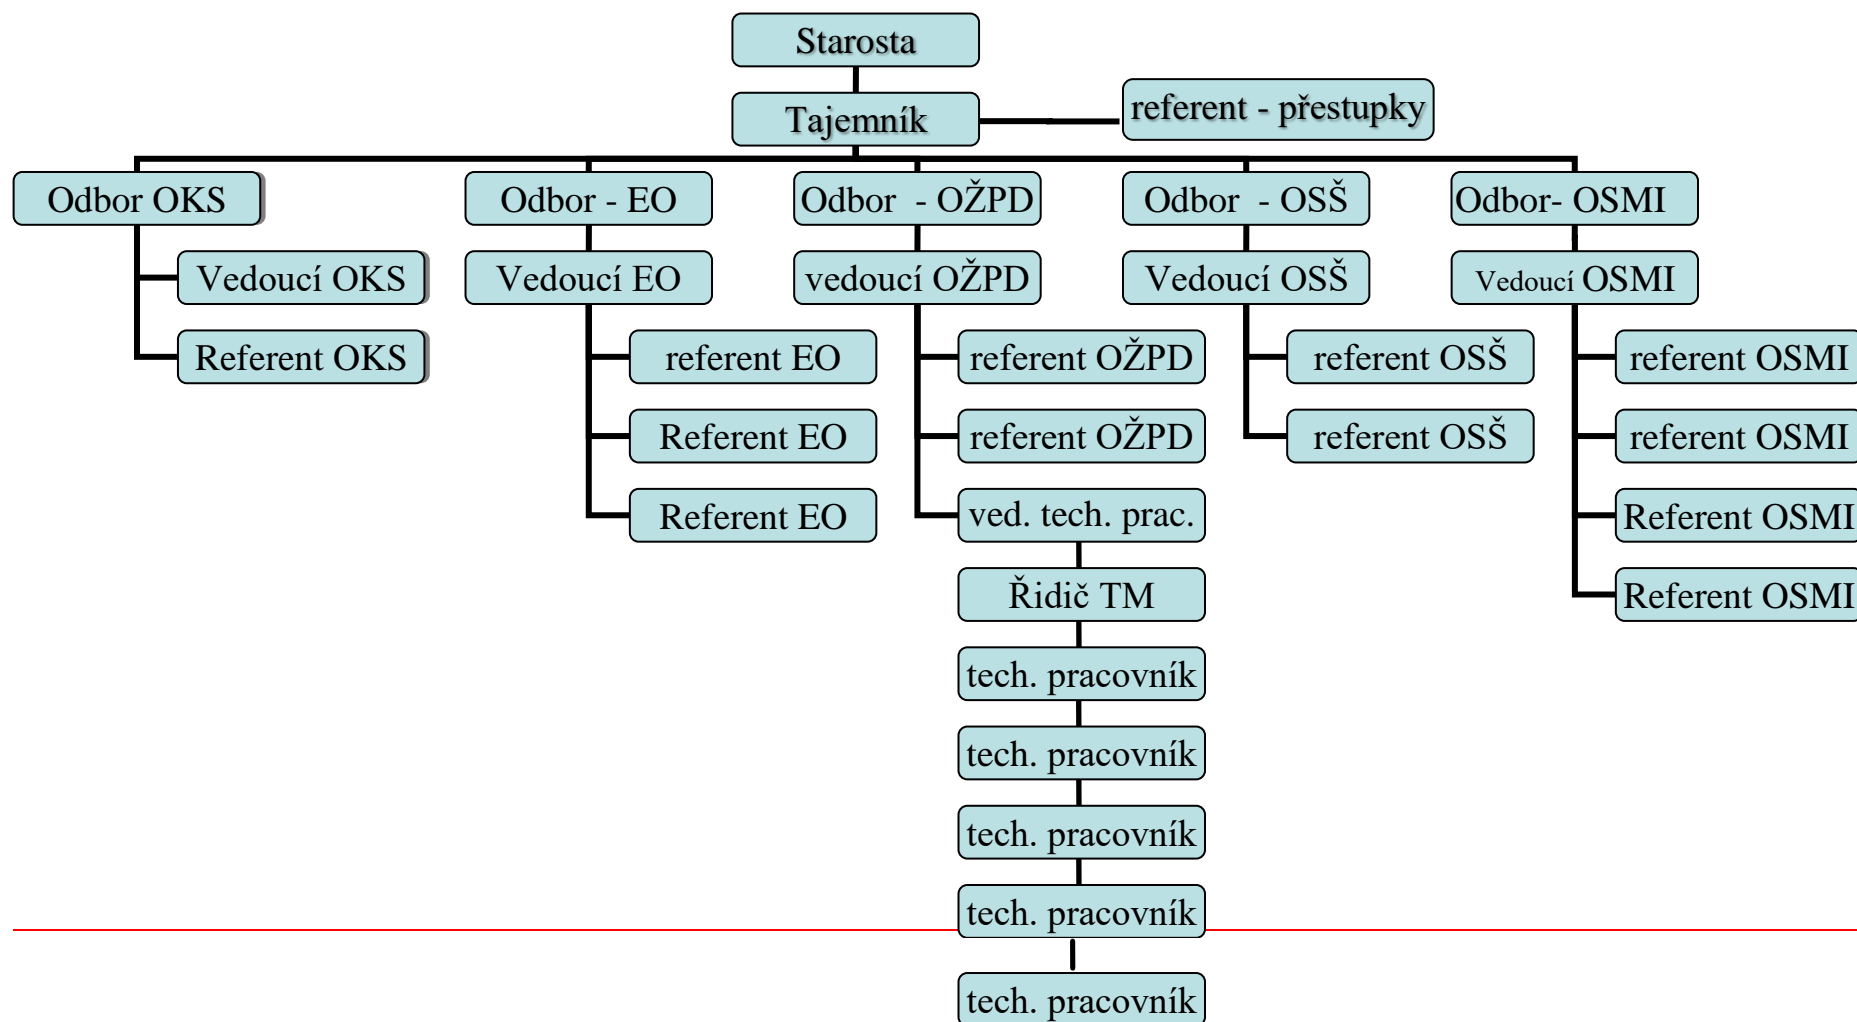 Starosta
Tajemník
referent - přestupky
Odbor OKS
Odbor - EO
Odbor - OŽPD
Odbor - OSŠ
Odbor- OSMI
Vedoucí OKS
Vedoucí EO
vedoucí OŽPD
Vedoucí OSŠ
Vedoucí OSMI
Referent OKS
referent EO
referent OŽPD
referent OSŠ
referent OSMI
Referent EO
referent OŽPD
referent OSŠ
referent OSMI
Referent EO
ved. tech. prac.
Referent OSMI
Řidič TM
Referent OSMI
tech. pracovník
tech. pracovník
tech. pracovník
tech. pracovník
tech. pracovník